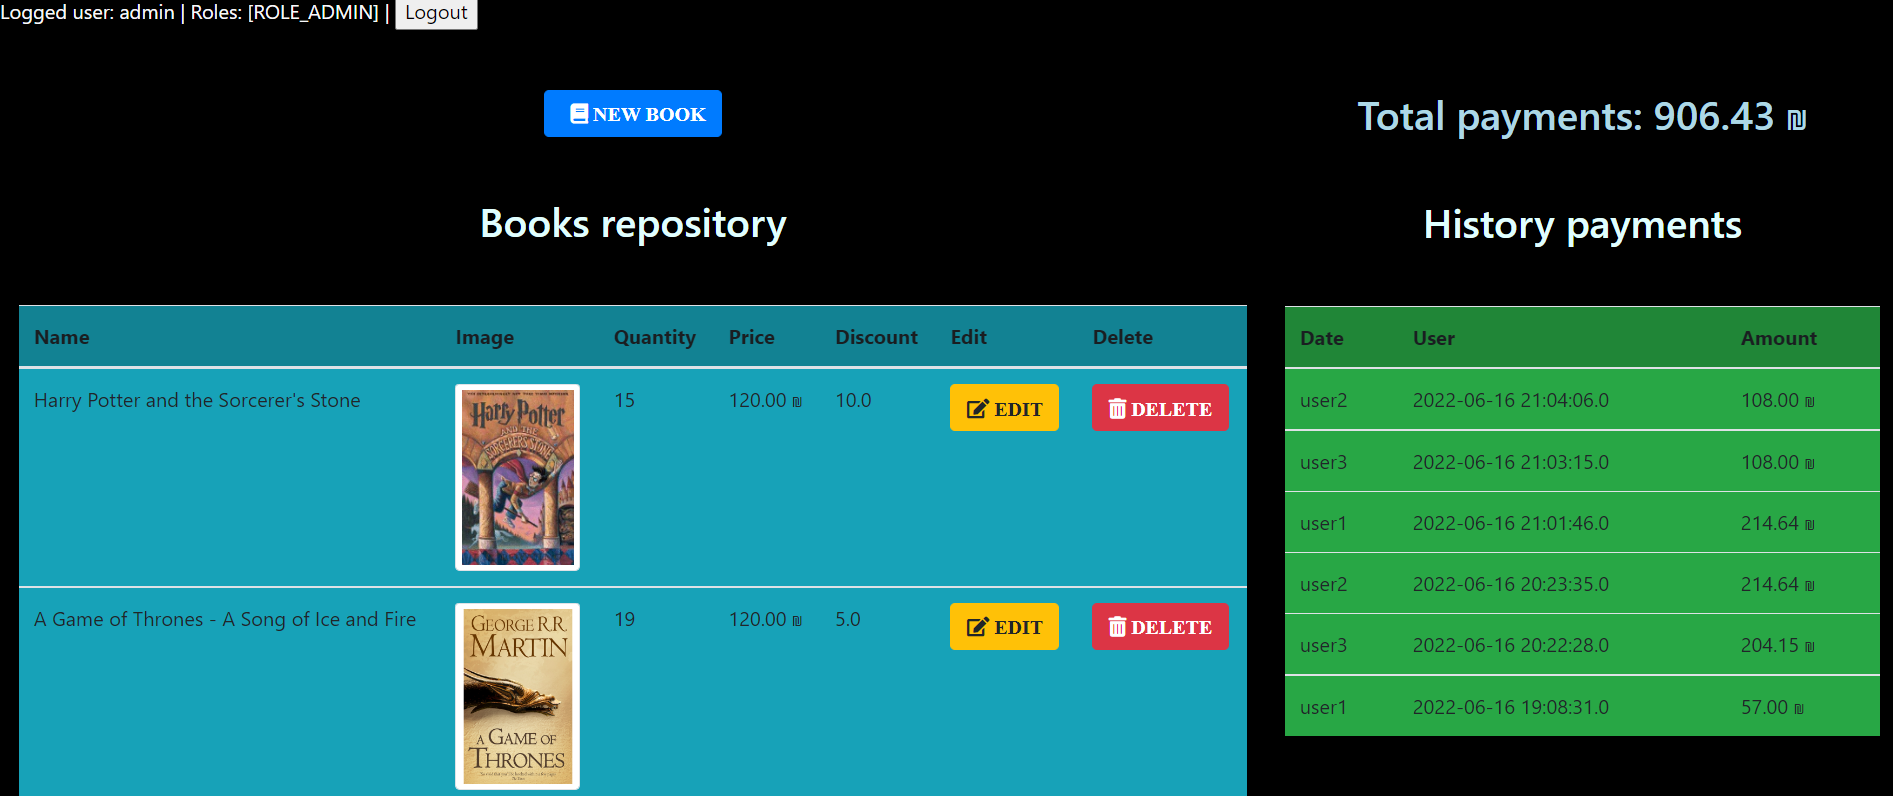 Logged user: admin | Roles: [ROLE_ADMIN] | Logout
NEW BOOK
Total payments: 906.43 ₪
Books repository
History payments
Name Image Quantity Price Discount Edit Delete
Harry Potter and the Sorcerer's Stone 15 120.00 ₪ 10.0 EDIT DELETE
Harry Potter
AND THE
SORCERER'S STONE
A Game of Thrones - A Song of Ice and Fire 19 120.00 ₪ 5.0 EDIT DELETE
GEORGE R.R.
MARTIN
A GAME OF
THRONES
Date User Amount
user2 2022-06-16 21:04:06.0 108.00 ₪
user3 2022-06-16 21:03:15.0 108.00 ₪
user1 2022-06-16 21:01:46.0 214.64 ₪
user2 2022-06-16 20:23:35.0 214.64 ₪
user3 2022-06-16 20:22:28.0 204.15 ₪
user1 2022-06-16 19:08:31.0 57.00 ₪